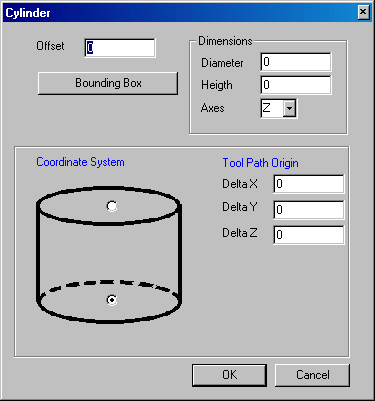 Cylinder
Offset 0
Bounding Box
Dimensions
Diameter 0
Heigth 0
Axes Z
Coordinate System
Tool Path Origin
Delta X 0
Delta Y 0
Delta Z 0
OK Cancel